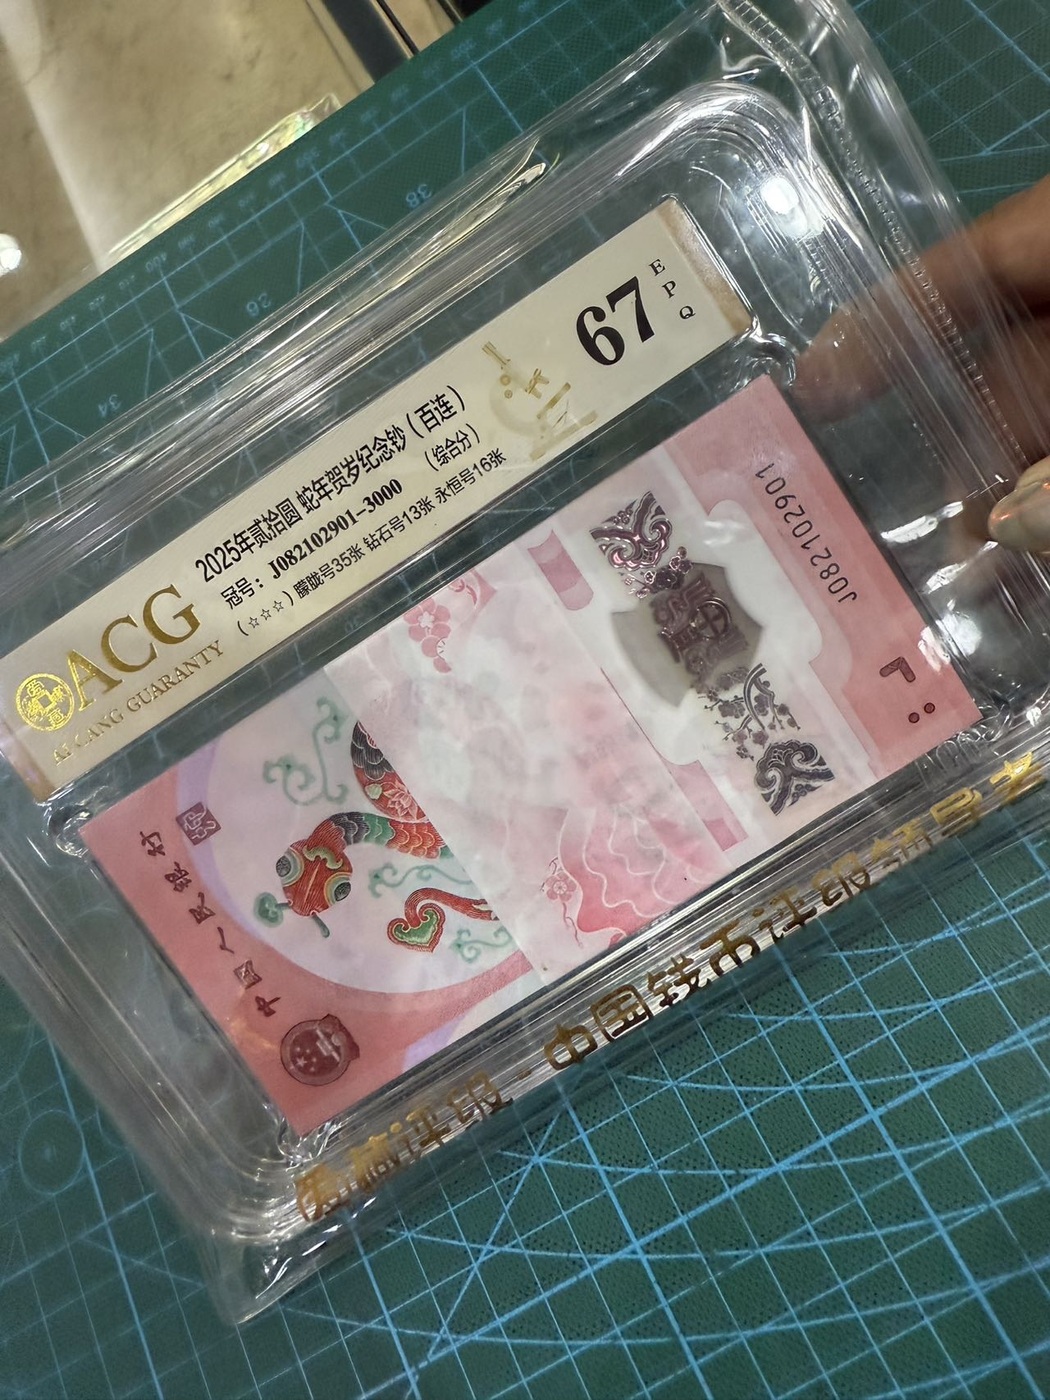 ACG
AI CANG GUARANTY
2025年贰拾圆 蛇年贺岁纪念钞（百连）
冠号：J082102901-3000 （综合分）
（☆☆☆）朦胧号35张 钻石号13张 永恒号16张
67
EPQ
J082102901
中国人民银行
爱藏评级 - 中国钱币评级领导者
38
36
34